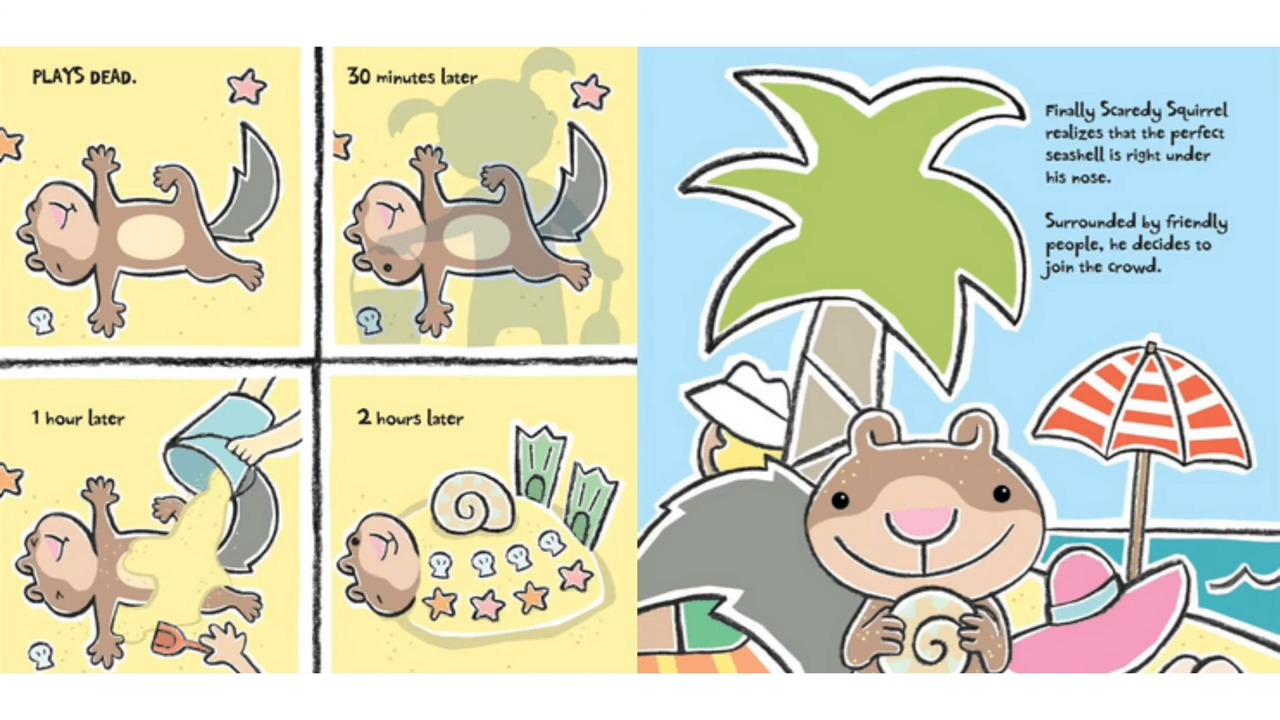 PLAYS DEAD.
30 minutes later
1 hour later
2 hours later
Finally Scaredy Squirrel
realizes that the perfect
seashell is right under
his nose.
Surrounded by friendly
people, he decides to
join the crowd.